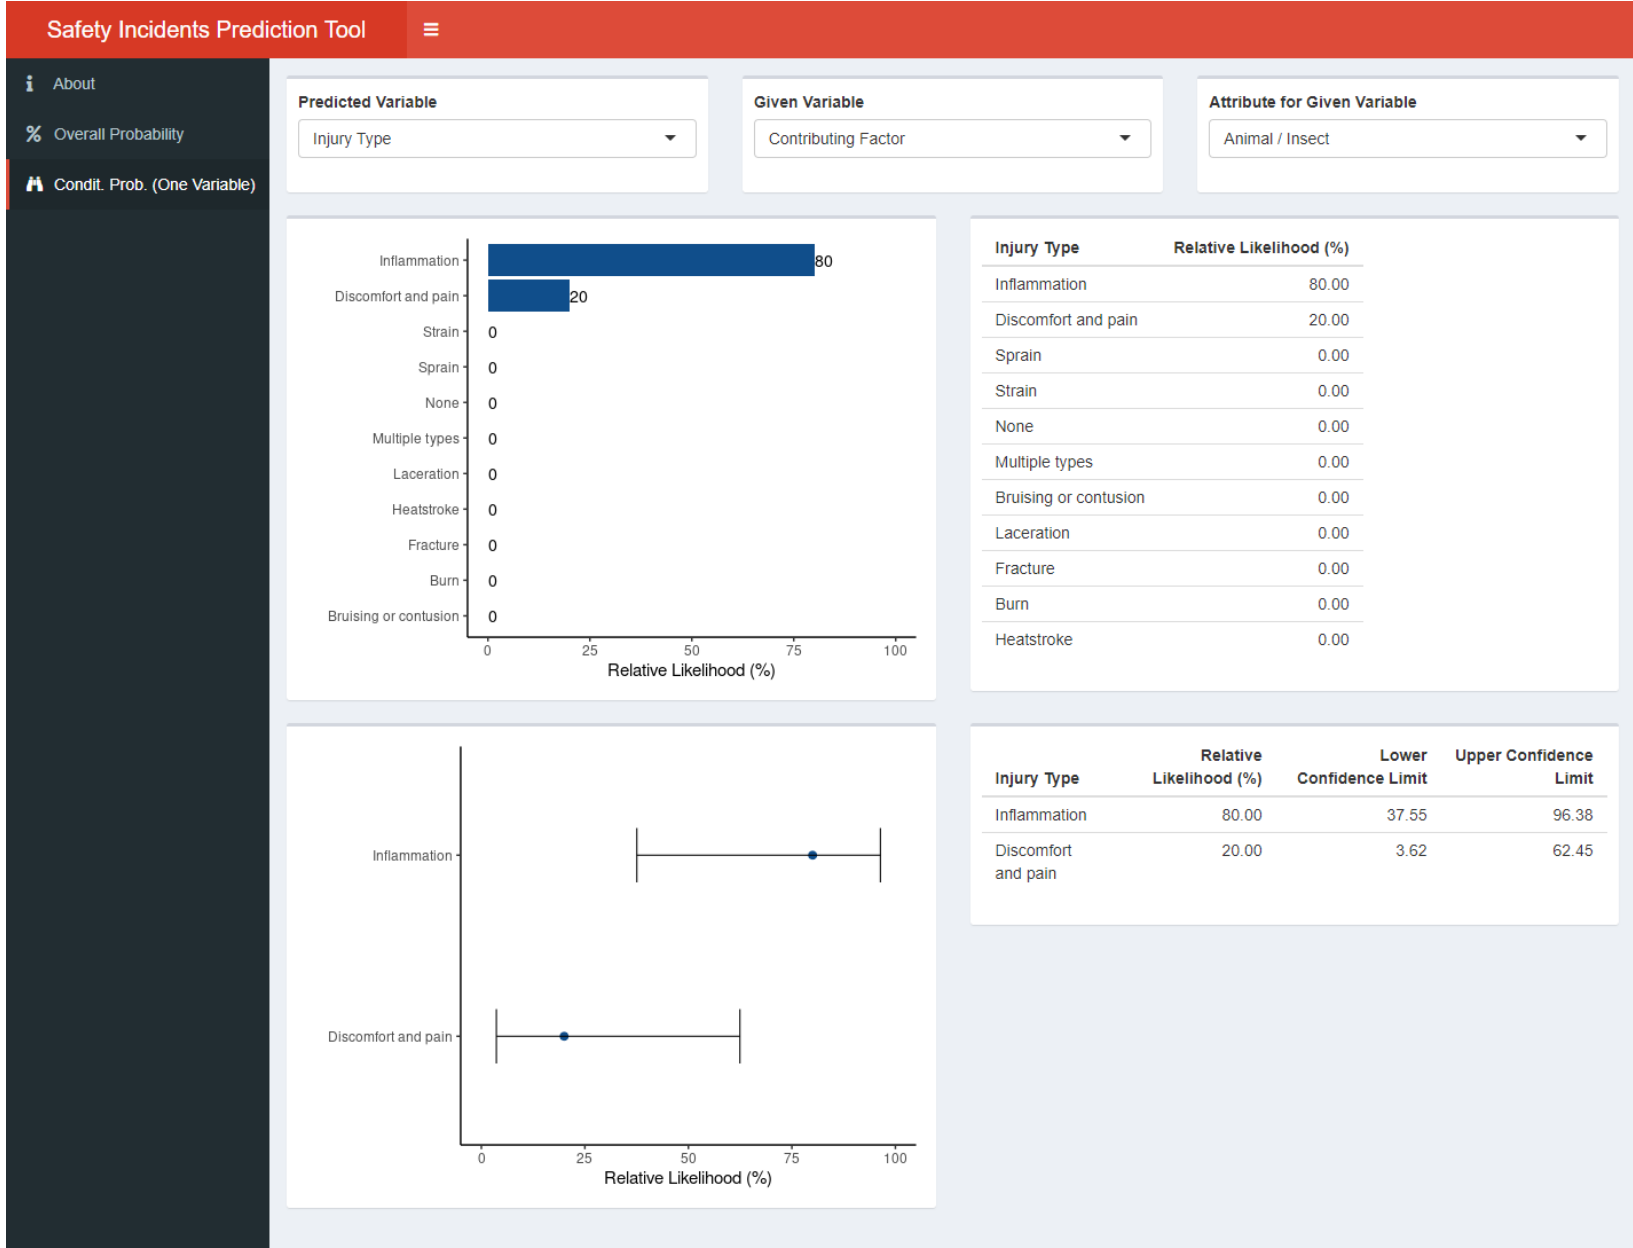 Safety Incidents Prediction Tool
About
Overall Probability
Condit. Prob. (One Variable)
Predicted Variable
Injury Type
Given Variable
Contributing Factor
Attribute for Given Variable
Animal / Insect
Inflammation 80
Discomfort and pain 20
Strain 0
Sprain 0
None 0
Multiple types 0
Laceration 0
Heatstroke 0
Fracture 0
Burn 0
Bruising or contusion 0
0 25 50 75 100
Relative Likelihood (%)
Injury Type Relative Likelihood (%)
Inflammation 80.00
Discomfort and pain 20.00
Sprain 0.00
Strain 0.00
None 0.00
Multiple types 0.00
Bruising or contusion 0.00
Laceration 0.00
Fracture 0.00
Burn 0.00
Heatstroke 0.00
Inflammation
Discomfort and pain
0 25 50 75 100
Relative Likelihood (%)
Relative Lower Upper Confidence
Injury Type Likelihood (%) Confidence Limit Limit
Inflammation 80.00 37.55 96.38
Discomfort 20.00 3.62 62.45
and pain